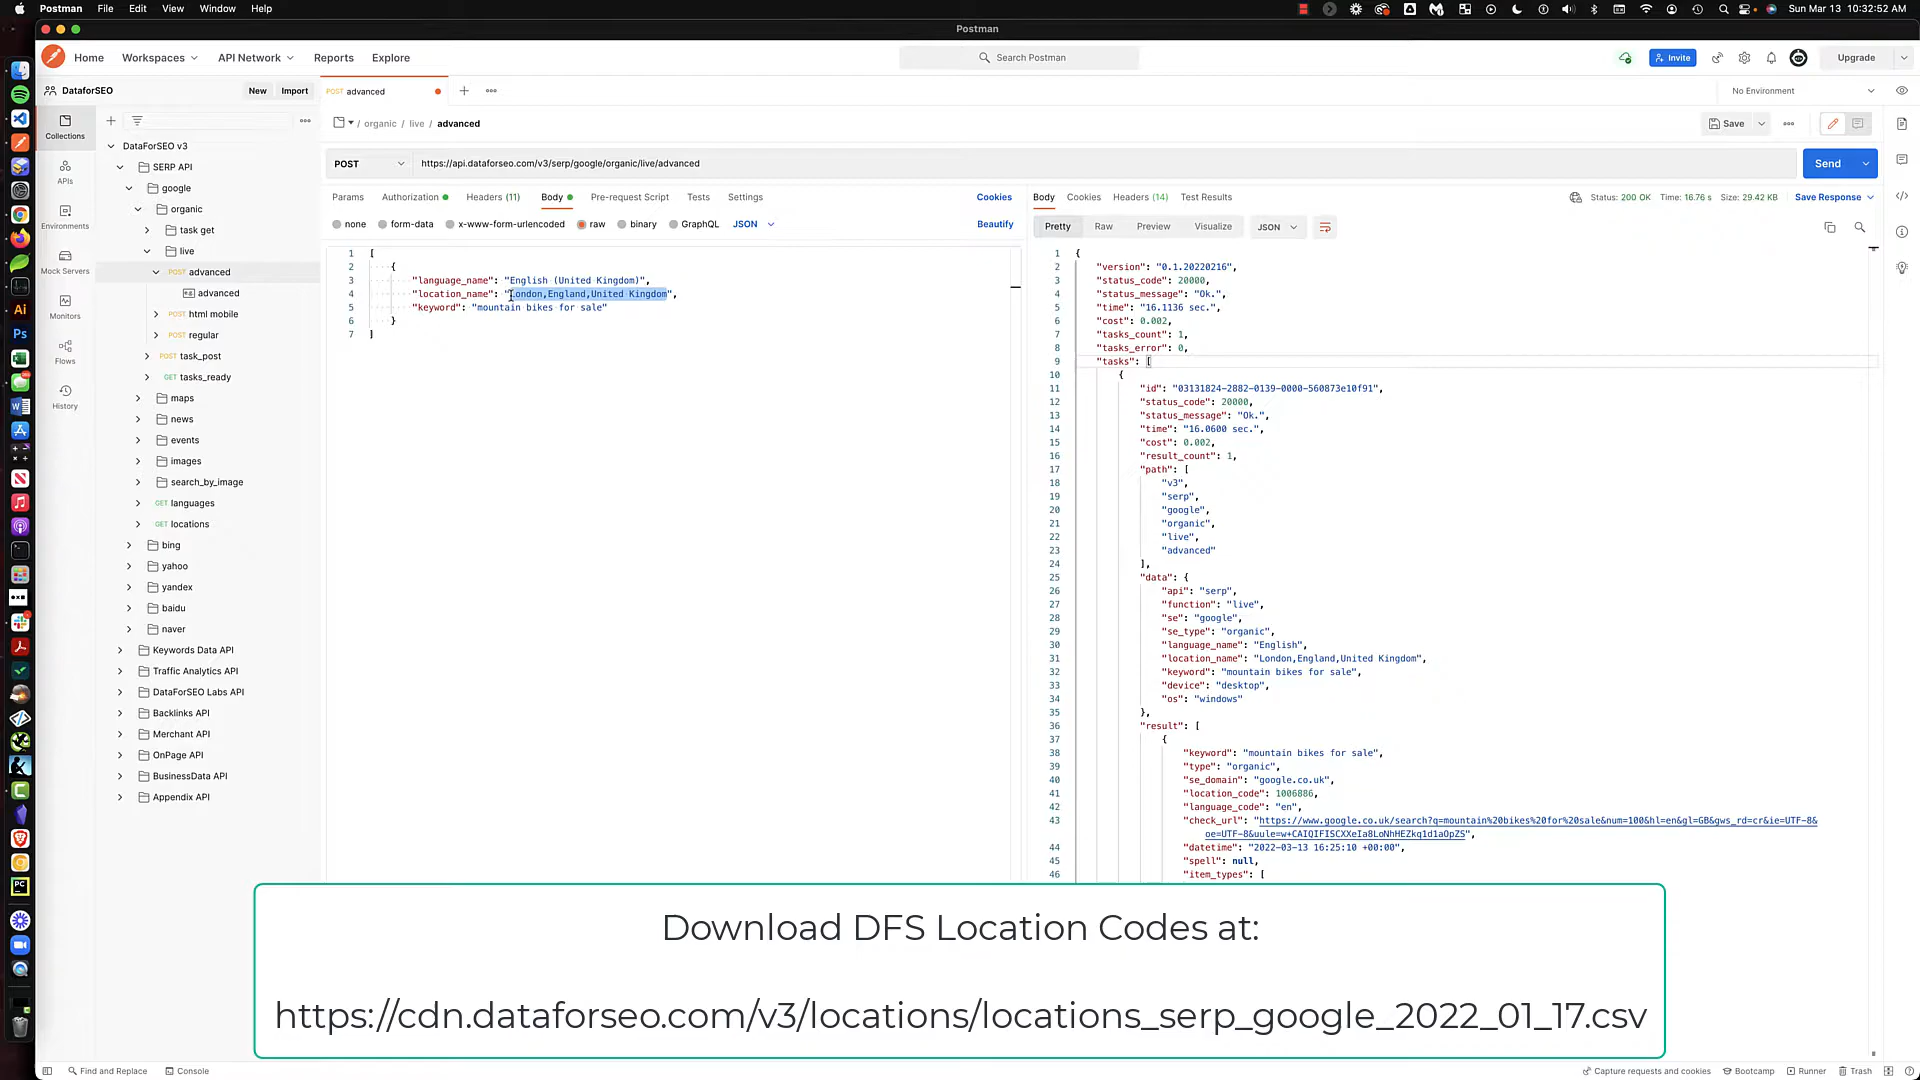 Postman File Edit View Window Help
Sun Mar 13 10:32:52 AM
Postman
Home Workspaces API Network Reports Explore
Search Postman
Invite
Upgrade
DataforSEO
New Import
POST advanced
No Environment
Collections
APIs
Environments
Mock Servers
Monitors
Flows
History
DataForSEO v3
SERP API
google
organic
task get
live
POST advanced
advanced
POST html mobile
POST regular
POST task_post
GET tasks_ready
maps
news
events
images
search_by_image
GET languages
GET locations
bing
yahoo
yandex
baidu
naver
Keywords Data API
Traffic Analytics API
DataForSEO Labs API
Backlinks API
Merchant API
OnPage API
BusinessData API
Appendix API
/ organic / live / advanced
Save
POST
https://api.dataforseo.com/v3/serp/google/organic/live/advanced
Send
Params Authorization Headers (11) Body Pre-request Script Tests Settings
Cookies
none form-data x-www-form-urlencoded raw binary GraphQL JSON
Beautify
1 [
2 {
3 "language_name": "English (United Kingdom)",
4 "location_name": "London,England,United Kingdom",
5 "keyword": "mountain bikes for sale"
6 }
7 ]
Body Cookies Headers (14) Test Results
Status: 200 OK Time: 16.76 s Size: 29.42 KB Save Response
Pretty Raw Preview Visualize JSON
1 {
2 "version": "0.1.20220216",
3 "status_code": 20000,
4 "status_message": "Ok.",
5 "time": "16.1136 sec.",
6 "cost": 0.002,
7 "tasks_count": 1,
8 "tasks_error": 0,
9 "tasks": [
10 {
11 "id": "03131824-2882-0139-0000-560873e10f91",
12 "status_code": 20000,
13 "status_message": "Ok.",
14 "time": "16.0600 sec.",
15 "cost": 0.002,
16 "result_count": 1,
17 "path": [
18 "v3",
19 "serp",
20 "google",
21 "organic",
22 "live",
23 "advanced"
24 ],
25 "data": {
26 "api": "serp",
27 "function": "live",
28 "se": "google",
29 "se_type": "organic",
30 "language_name": "English",
31 "location_name": "London,England,United Kingdom",
32 "keyword": "mountain bikes for sale",
33 "device": "desktop",
34 "os": "windows"
35 },
36 "result": [
37 {
38 "keyword": "mountain bikes for sale",
39 "type": "organic",
40 "se_domain": "google.co.uk",
41 "location_code": 1006886,
42 "language_code": "en",
43 "check_url": "https://www.google.co.uk/search?q=mountain%20bikes%20for%20sale&num=100&hl=en&gl=GB&gws_rd=cr&ie=UTF-8&
oe=UTF-8&uule=w+CAIQIFISCXXeIa8LoNhHEZkq1d1aOpZS",
44 "datetime": "2022-03-13 16:25:10 +00:00",
45 "spell": null,
46 "item_types": [
Download DFS Location Codes at:
https://cdn.dataforseo.com/v3/locations/locations_serp_google_2022_01_17.csv
Find and Replace Console
Capture requests and cookies Bootcamp Runner Trash
Ai
Ps
PC